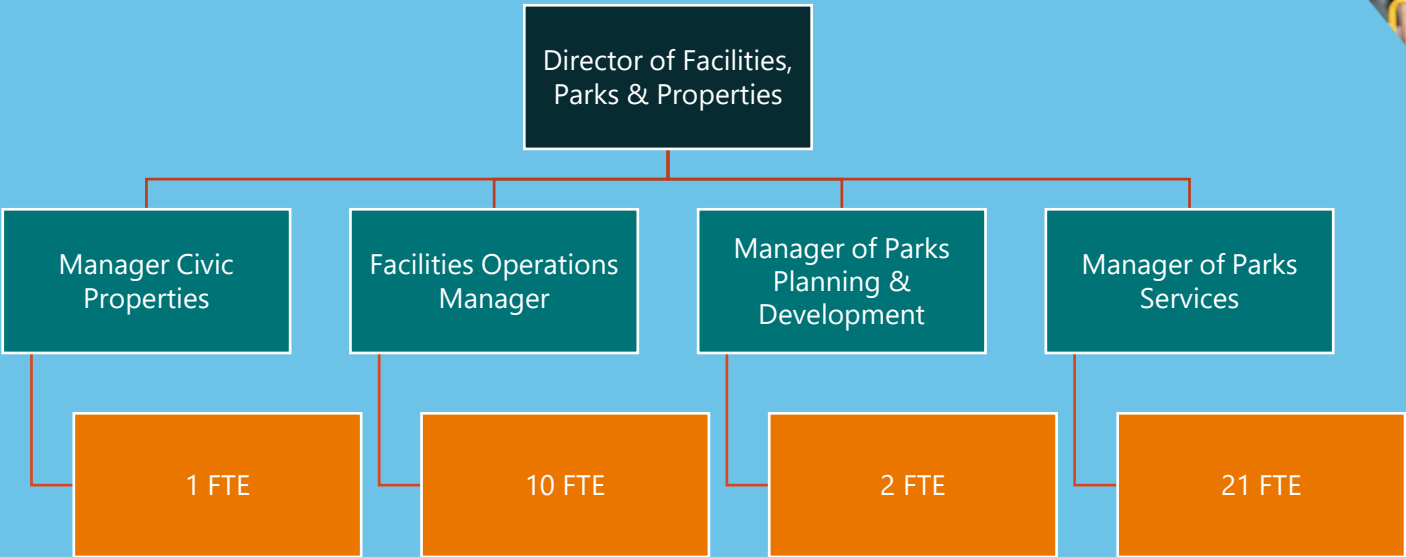 Director of Facilities,
Parks & Properties
Manager Civic
Properties
Facilities Operations
Manager
Manager of Parks
Planning &
Development
Manager of Parks
Services
1 FTE
10 FTE
2 FTE
21 FTE